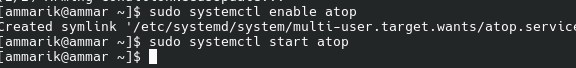 [ammarik@ammar ~]$ sudo systemctl enable atop
Created symlink '/etc/systemd/system/multi-user.target.wants/atop.service
[ammarik@ammar ~]$ sudo systemctl start atop
[ammarik@ammar ~]$